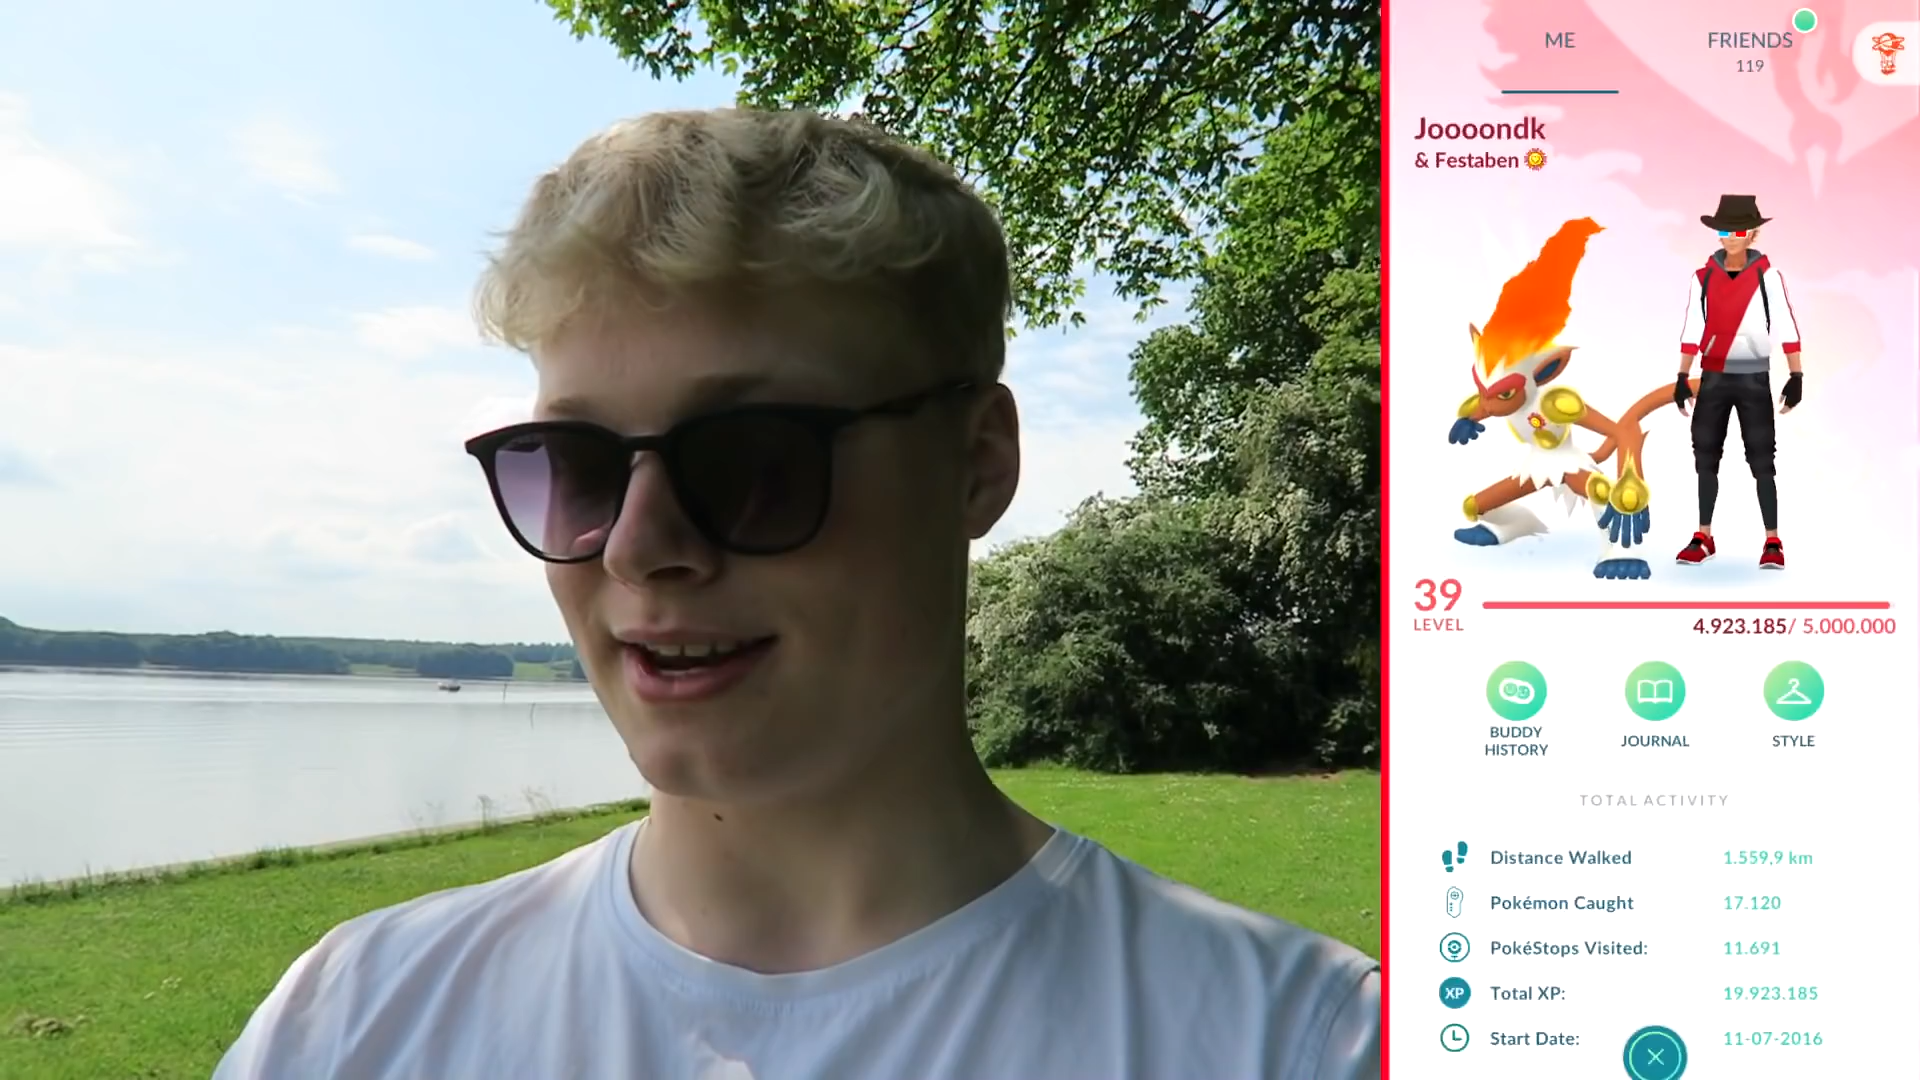 ME
FRIENDS
119
Joooondk
& Festaben
39
LEVEL
4.923.185/ 5.000.000
BUDDY
HISTORY
JOURNAL
STYLE
TOTAL ACTIVITY
Distance Walked 1.559,9 km
Pokémon Caught 17.120
PokéStops Visited: 11.691
XP Total XP: 19.923.185
Start Date: 11-07-2016